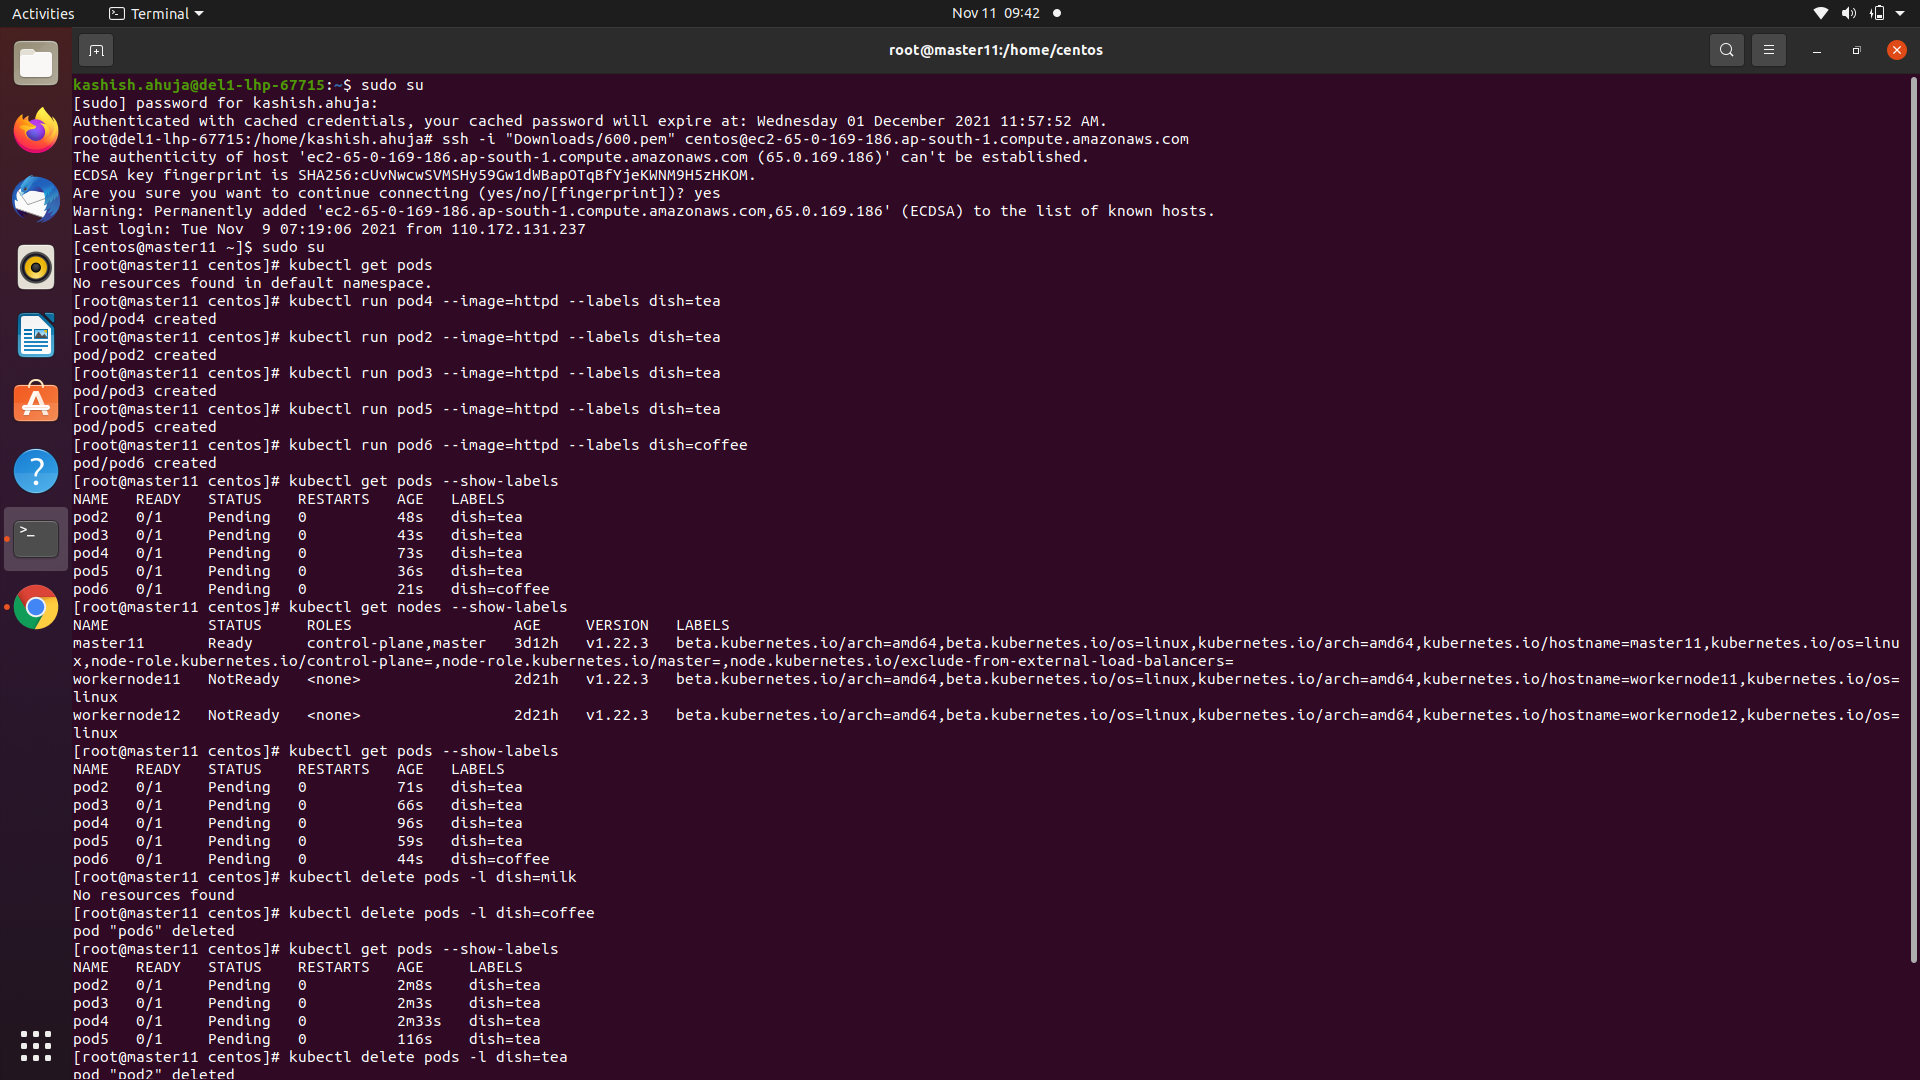 Activities
Terminal
Nov 11 09:42
root@master11:/home/centos
kashish.ahuja@del1-lhp-67715:~$ sudo su
[sudo] password for kashish.ahuja:
Authenticated with cached credentials, your cached password will expire at: Wednesday 01 December 2021 11:57:52 AM.
root@del1-lhp-67715:/home/kashish.ahuja# ssh -i "Downloads/600.pem" centos@ec2-65-0-169-186.ap-south-1.compute.amazonaws.com
The authenticity of host 'ec2-65-0-169-186.ap-south-1.compute.amazonaws.com (65.0.169.186)' can't be established.
ECDSA key fingerprint is SHA256:cUvNwcwSVMSHy59Gw1dWBapOTqBfYjeKWNM9H5zHKOM.
Are you sure you want to continue connecting (yes/no/[fingerprint])? yes
Warning: Permanently added 'ec2-65-0-169-186.ap-south-1.compute.amazonaws.com,65.0.169.186' (ECDSA) to the list of known hosts.
Last login: Tue Nov  9 07:19:06 2021 from 110.172.131.237
[centos@master11 ~]$ sudo su
[root@master11 centos]# kubectl get pods
No resources found in default namespace.
[root@master11 centos]# kubectl run pod4 --image=httpd --labels dish=tea
pod/pod4 created
[root@master11 centos]# kubectl run pod2 --image=httpd --labels dish=tea
pod/pod2 created
[root@master11 centos]# kubectl run pod3 --image=httpd --labels dish=tea
pod/pod3 created
[root@master11 centos]# kubectl run pod5 --image=httpd --labels dish=tea
pod/pod5 created
[root@master11 centos]# kubectl run pod6 --image=httpd --labels dish=coffee
pod/pod6 created
[root@master11 centos]# kubectl get pods --show-labels
NAME   READY   STATUS    RESTARTS   AGE   LABELS
pod2   0/1     Pending   0          48s   dish=tea
pod3   0/1     Pending   0          43s   dish=tea
pod4   0/1     Pending   0          73s   dish=tea
pod5   0/1     Pending   0          36s   dish=tea
pod6   0/1     Pending   0          21s   dish=coffee
[root@master11 centos]# kubectl get nodes --show-labels
NAME           STATUS     ROLES                  AGE     VERSION   LABELS
master11       Ready      control-plane,master   3d12h   v1.22.3   beta.kubernetes.io/arch=amd64,beta.kubernetes.io/os=linux,kubernetes.io/arch=amd64,kubernetes.io/hostname=master11,kubernetes.io/os=linu
x,node-role.kubernetes.io/control-plane=,node-role.kubernetes.io/master=,node.kubernetes.io/exclude-from-external-load-balancers=
workernode11   NotReady   <none>                 2d21h   v1.22.3   beta.kubernetes.io/arch=amd64,beta.kubernetes.io/os=linux,kubernetes.io/arch=amd64,kubernetes.io/hostname=workernode11,kubernetes.io/os=
linux
workernode12   NotReady   <none>                 2d21h   v1.22.3   beta.kubernetes.io/arch=amd64,beta.kubernetes.io/os=linux,kubernetes.io/arch=amd64,kubernetes.io/hostname=workernode12,kubernetes.io/os=
linux
[root@master11 centos]# kubectl get pods --show-labels
NAME   READY   STATUS    RESTARTS   AGE   LABELS
pod2   0/1     Pending   0          71s   dish=tea
pod3   0/1     Pending   0          66s   dish=tea
pod4   0/1     Pending   0          96s   dish=tea
pod5   0/1     Pending   0          59s   dish=tea
pod6   0/1     Pending   0          44s   dish=coffee
[root@master11 centos]# kubectl delete pods -l dish=milk
No resources found
[root@master11 centos]# kubectl delete pods -l dish=coffee
pod "pod6" deleted
[root@master11 centos]# kubectl get pods --show-labels
NAME   READY   STATUS    RESTARTS   AGE     LABELS
pod2   0/1     Pending   0          2m8s    dish=tea
pod3   0/1     Pending   0          2m3s    dish=tea
pod4   0/1     Pending   0          2m33s   dish=tea
pod5   0/1     Pending   0          116s    dish=tea
[root@master11 centos]# kubectl delete pods -l dish=tea
pod "pod2" deleted